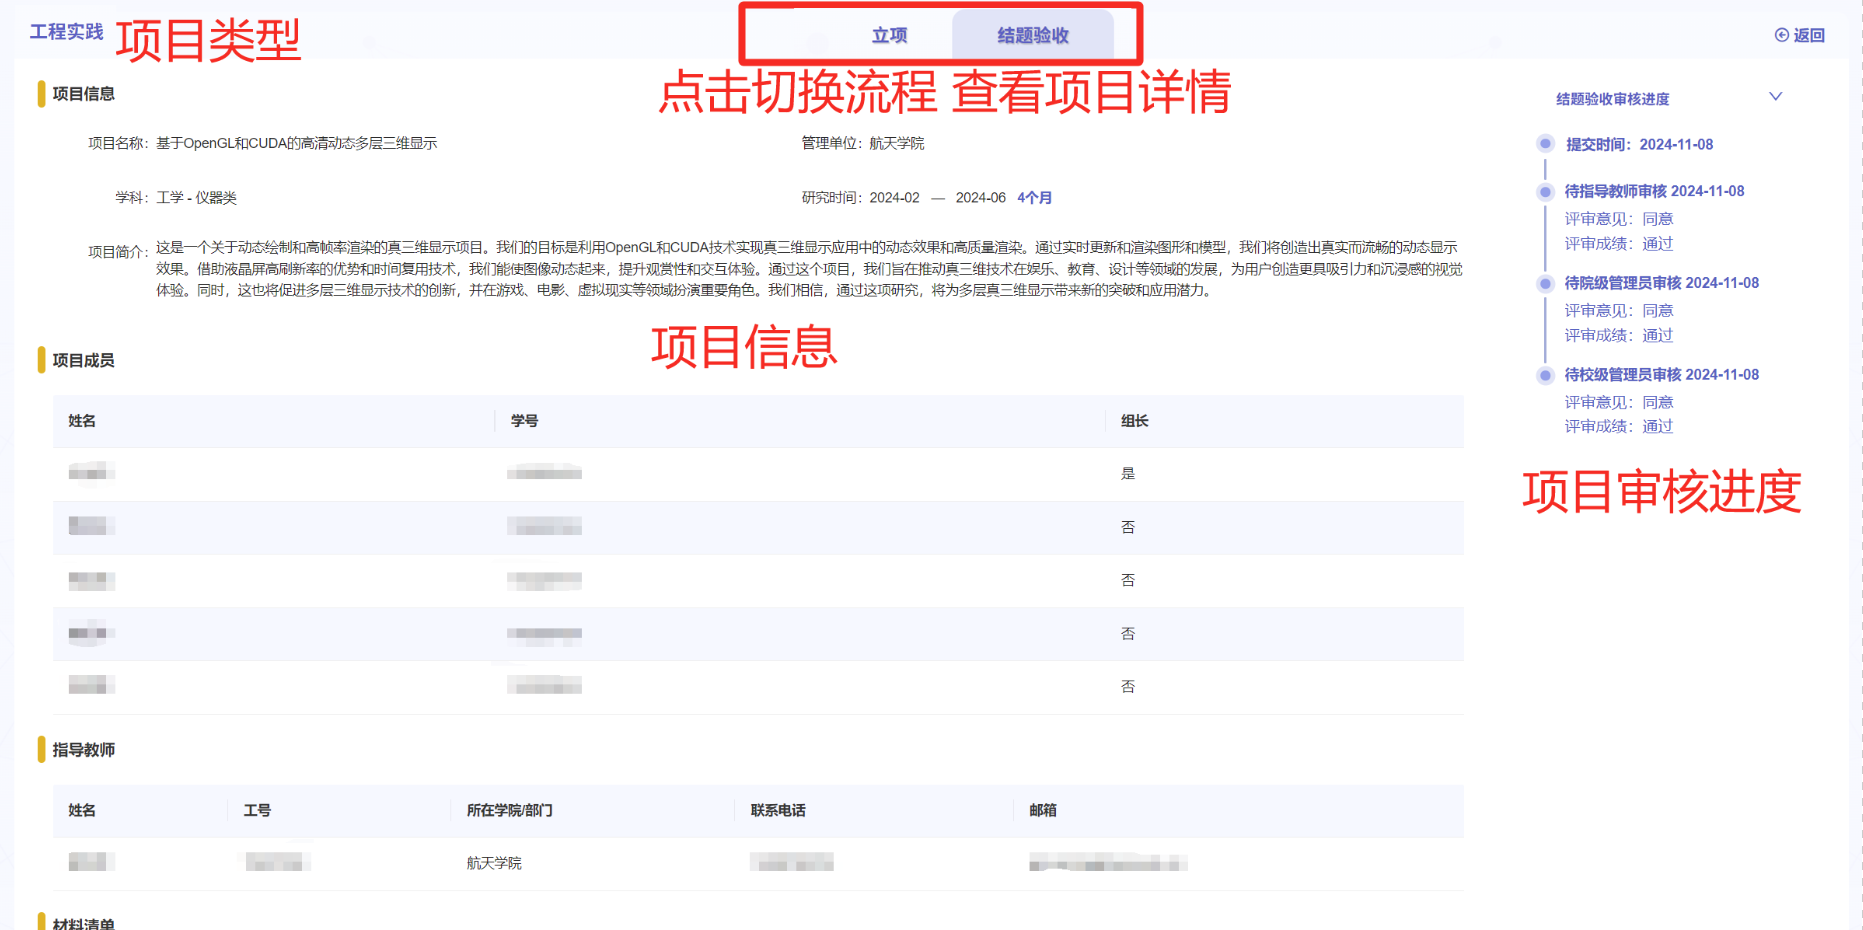 工程实践
项目类型
立项
结题验收
返回
点击切换流程 查看项目详情
项目信息
项目名称：基于OpenGL和CUDA的高清动态多层三维显示
管理单位：航天学院
学科：工学 - 仪器类
研究时间：2024-02 — 2024-06 4个月
项目简介：这是一个关于动态绘制和高帧率渲染的真三维显示项目。我们的目标是利用OpenGL和CUDA技术实现真三维显示应用中的动态效果和高质量渲染。通过实时更新和渲染图形和模型，我们将创造出真实而流畅的动态显示
效果。借助液晶屏高刷新率的优势和时间复用技术，我们能使图像动态起来，提升观赏性和交互体验。通过这个项目，我们旨在推动真三维技术在娱乐、教育、设计等领域的发展，为用户创造更具吸引力和沉浸感的视觉
体验。同时，这也将促进多层三维显示技术的创新，并在游戏、电影、虚拟现实等领域扮演重要角色。我们相信，通过这项研究，将为多层真三维显示带来新的突破和应用潜力。
项目信息
项目成员
姓名 学号 组长
是
否
否
否
否
指导教师
姓名 工号 所在学院/部门 联系电话 邮箱
航天学院
材料清单
结题验收审核进度
提交时间：2024-11-08
待指导教师审核 2024-11-08
评审意见：同意
评审成绩：通过
待院级管理员审核 2024-11-08
评审意见：同意
评审成绩：通过
待校级管理员审核 2024-11-08
评审意见：同意
评审成绩：通过
项目审核进度